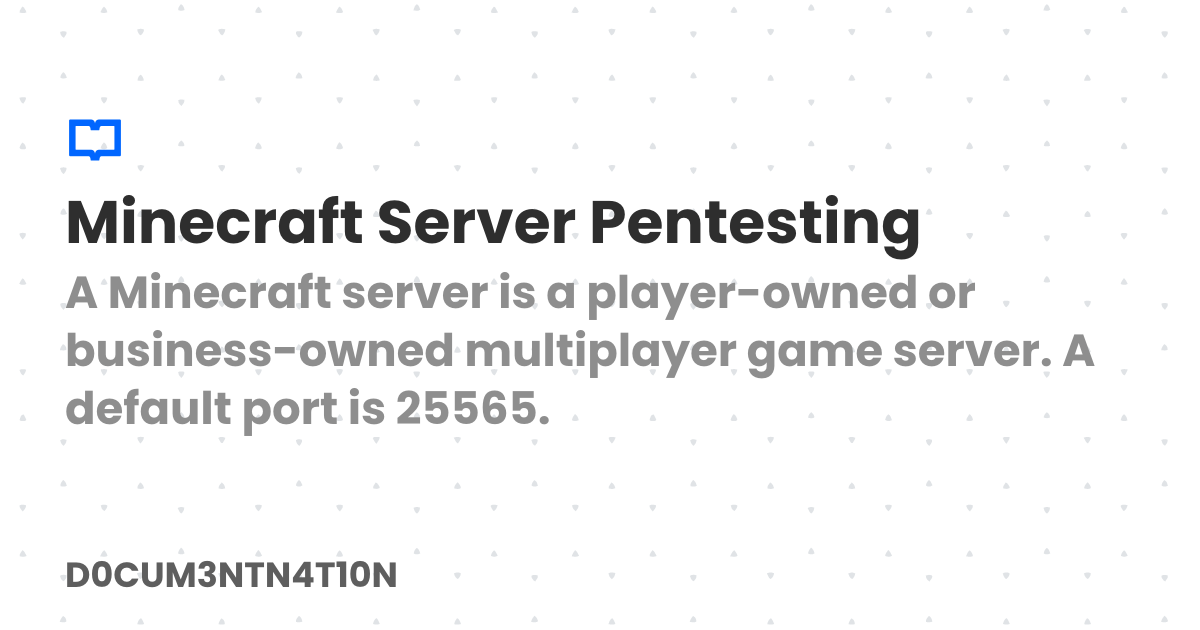 Minecraft Server Pentesting
A Minecraft server is a player-owned or
business-owned multiplayer game server. A
default port is 25565.
D0CUM3NTN4T10N